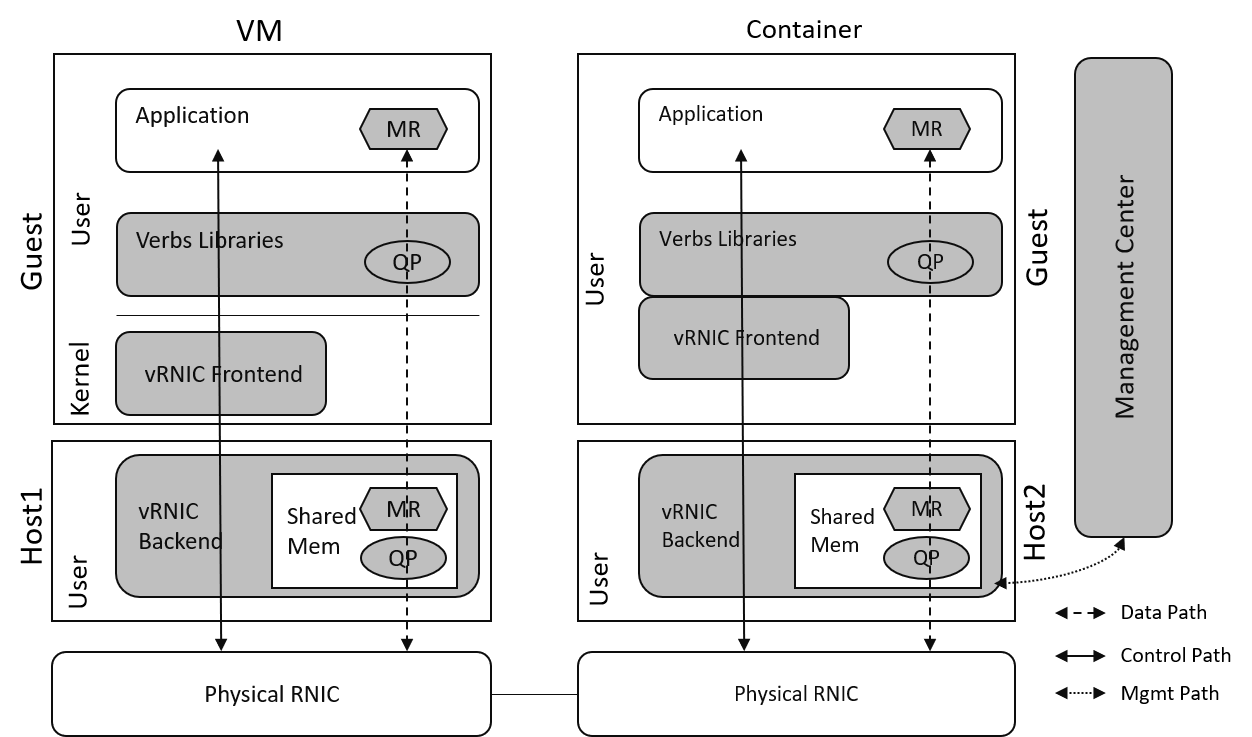 VM
Guest
User
Application
MR
Verbs Libraries
QP
Kernel
vRNIC Frontend
Host1
User
vRNIC
Backend
Shared
Mem
MR
QP
Physical RNIC
Container
Guest
User
Application
MR
Verbs Libraries
QP
vRNIC Frontend
Host2
User
vRNIC
Backend
Shared
Mem
MR
QP
Physical RNIC
Management Center
Data Path
Control Path
Mgmt Path